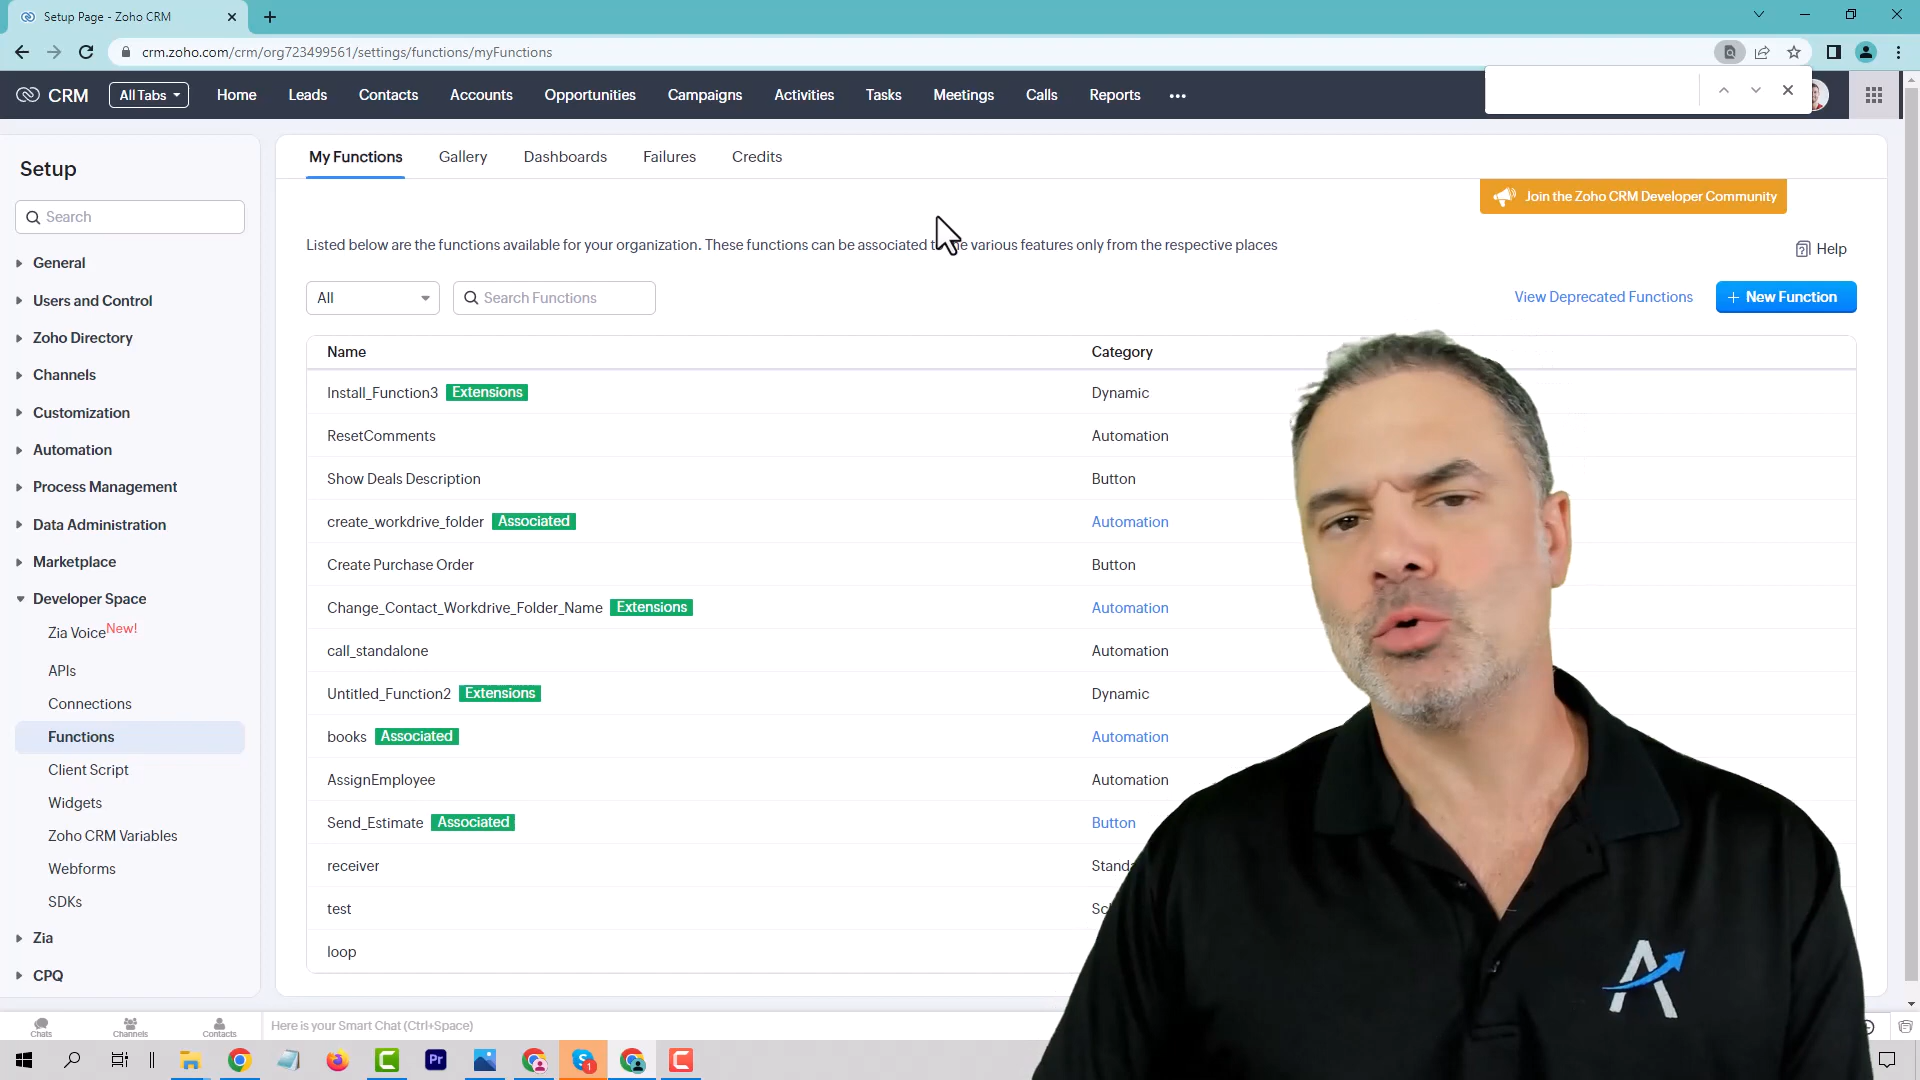 Setup Page - Zoho CRM
crm.zoho.com/crm/org723499561/settings/functions/myFunctions
CRM All Tabs Home Leads Contacts Accounts Opportunities Campaigns Activities Tasks Meetings Calls Reports •••
Setup
Search
General
Users and Control
Zoho Directory
Channels
Customization
Automation
Process Management
Data Administration
Marketplace
Developer Space
Zia Voice New!
APIs
Connections
Functions
Client Script
Widgets
Zoho CRM Variables
Webforms
SDKs
Zia
CPQ
My Functions Gallery Dashboards Failures Credits
Join the Zoho CRM Developer Community
Listed below are the functions available for your organization. These functions can be associated various features only from the respective places
Help
All Search Functions View Deprecated Functions + New Function
Name Category
Install_Function3 Extensions Dynamic
ResetComments Automation
Show Deals Description Button
create_workdrive_folder Associated Automation
Create Purchase Order Button
Change_Contact_Workdrive_Folder_Name Extensions Automation
call_standalone Automation
Untitled_Function2 Extensions Dynamic
books Associated Automation
AssignEmployee Automation
Send_Estimate Associated Button
receiver
test
loop
Chats Channels Contacts Here is your Smart Chat (Ctrl+Space)
Pr
1